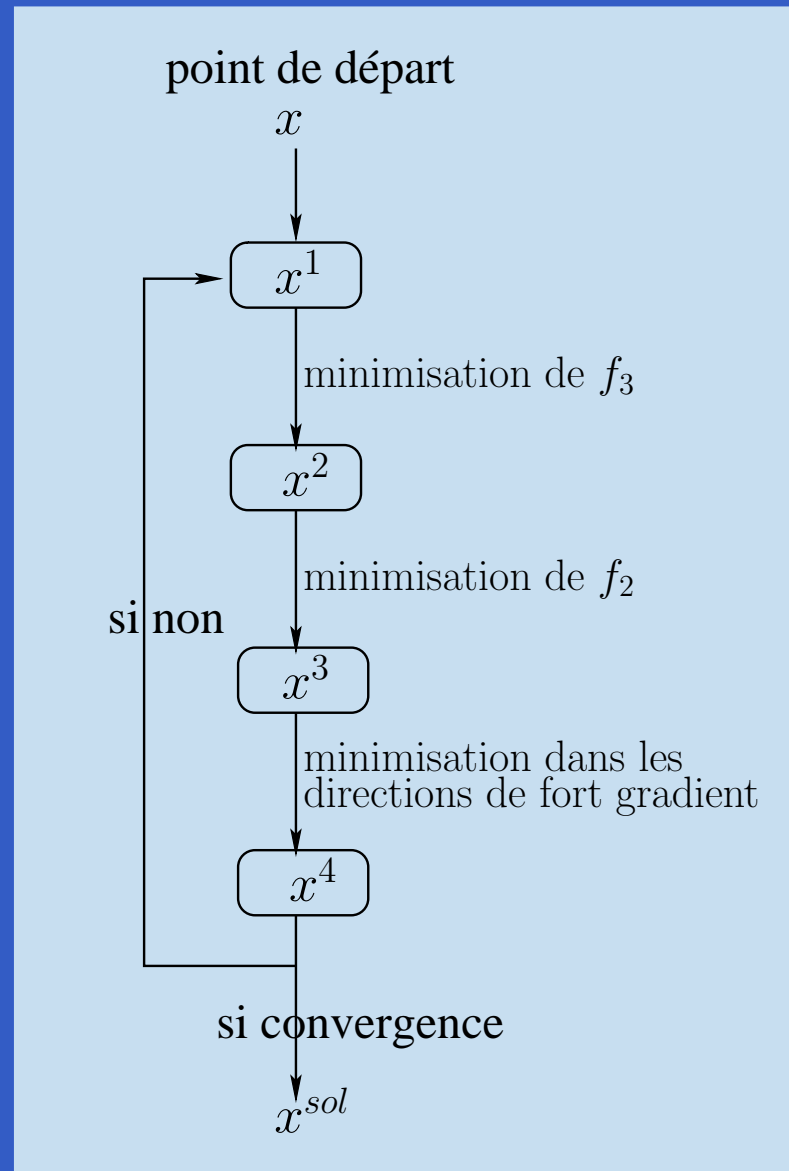 point de départ
x
x^1
minimisation de f_3
x^2
minimisation de f_2
si non
x^3
minimisation dans les
directions de fort gradient
x^4
si convergence
x^{sol}